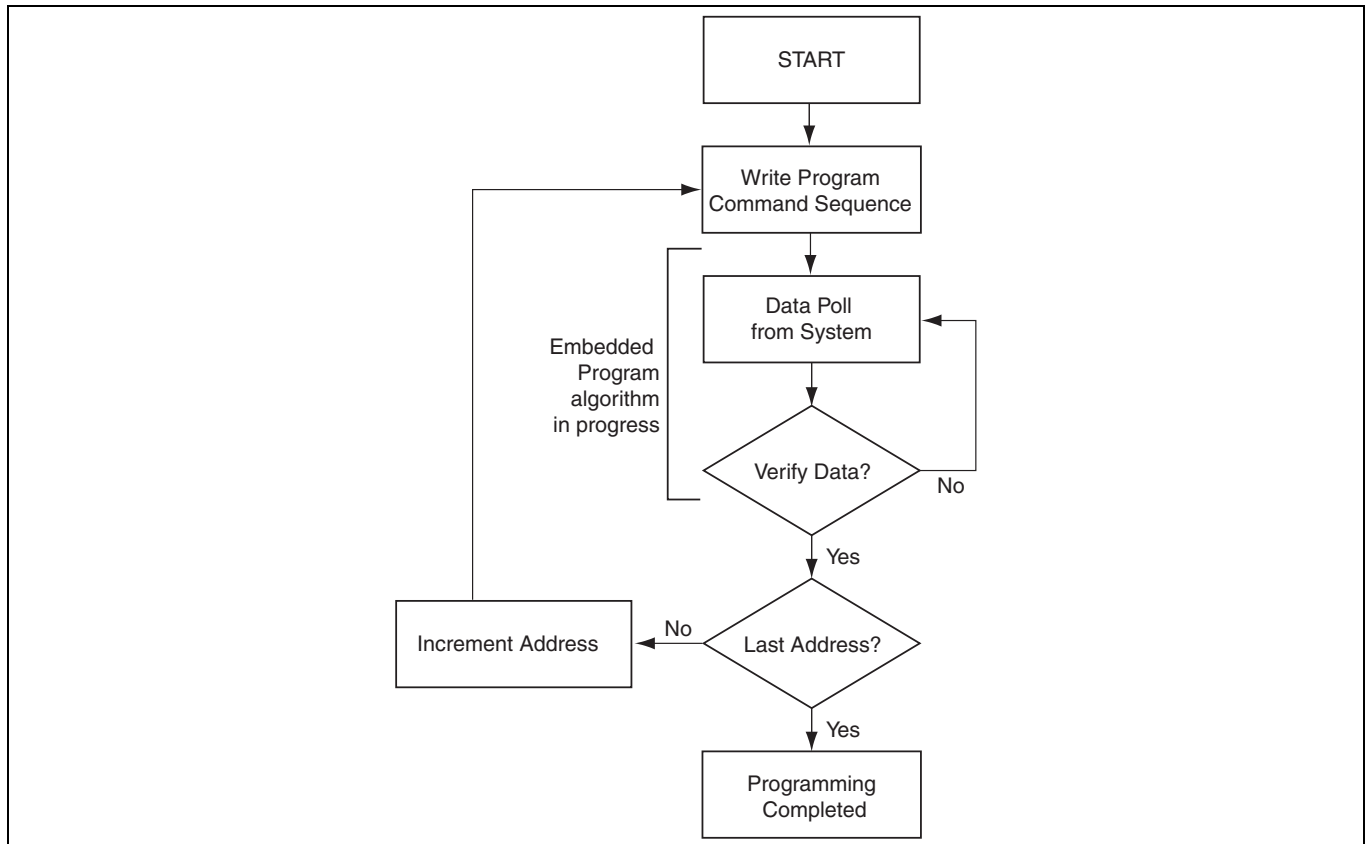 START
Write Program
Command Sequence
Data Poll
from System
Embedded
Program
algorithm
in progress
Verify Data?
No
Yes
Increment Address
No
Last Address?
Yes
Programming
Completed